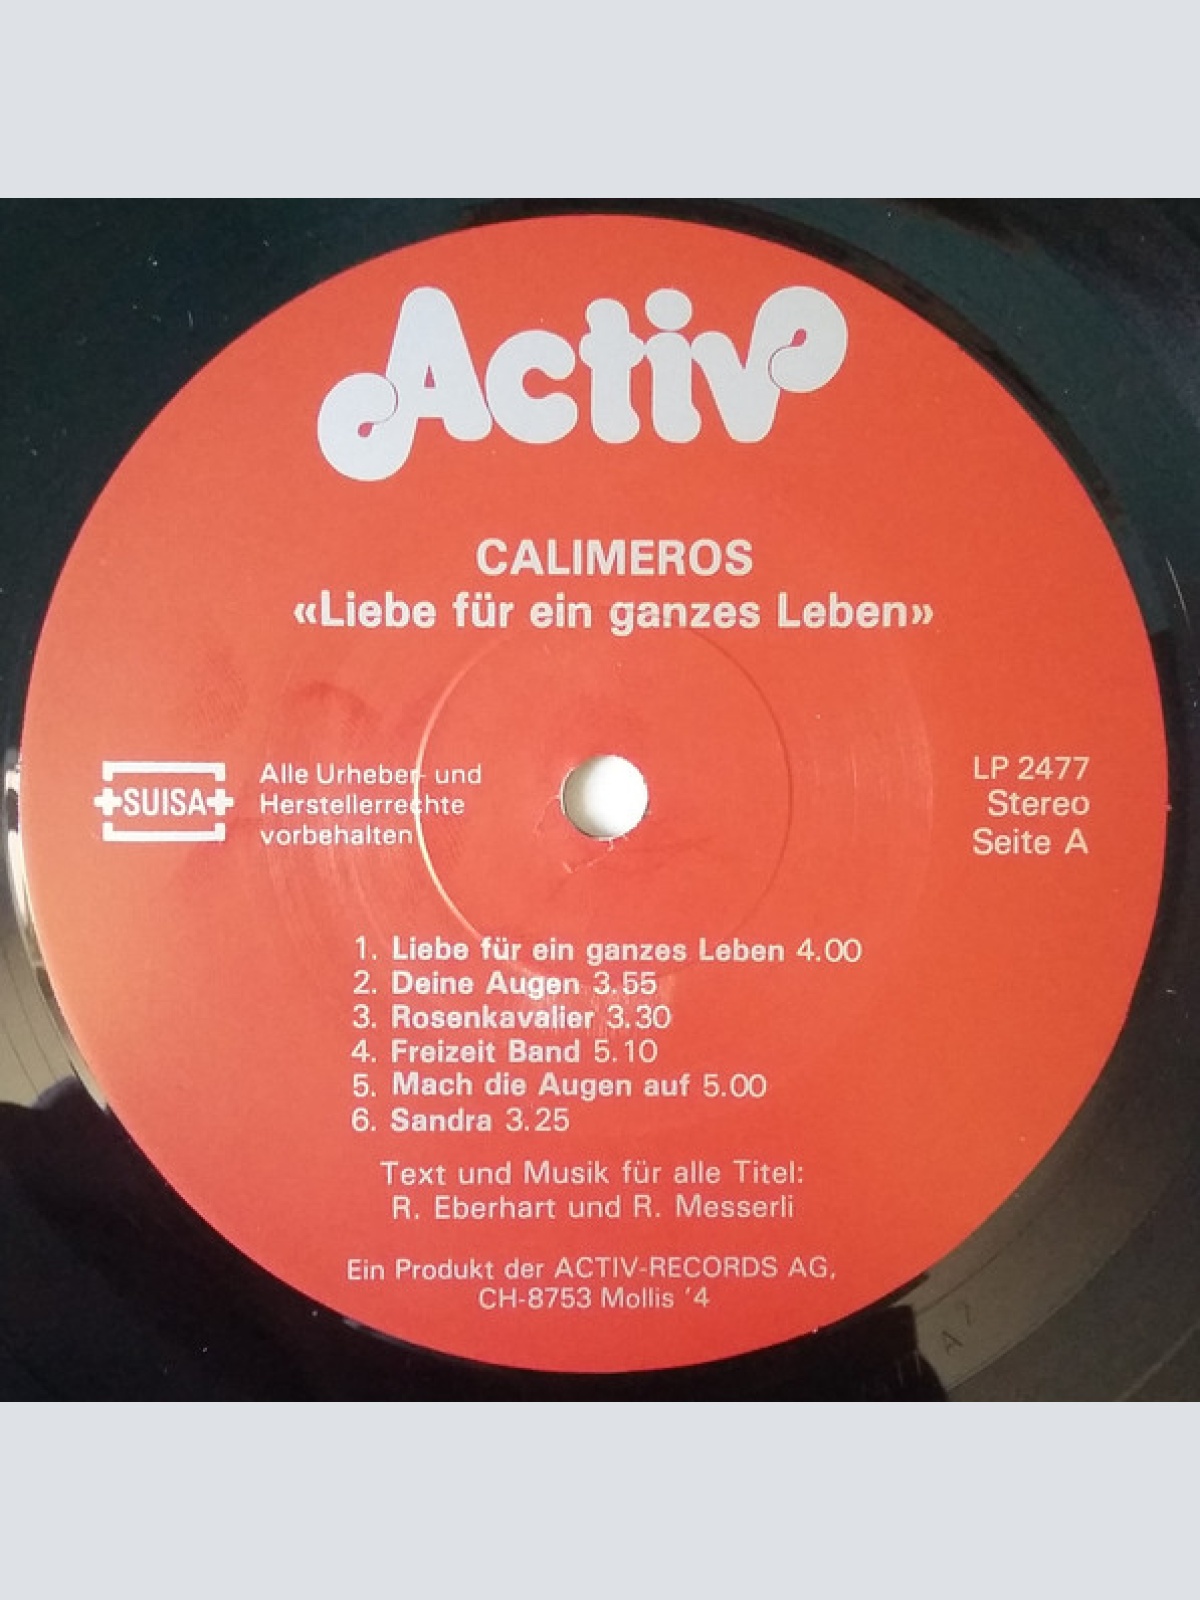 Activ
CALIMEROS
«Liebe für ein ganzes Leben»
SUISA
Alle Urheber- und
Herstellerrechte
vorbehalten
LP 2477
Stereo
Seite A
1. Liebe für ein ganzes Leben 4.00
2. Deine Augen 3.55
3. Rosenkavalier 3.30
4. Freizeit Band 5.10
5. Mach die Augen auf 5.00
6. Sandra 3.25
Text und Musik für alle Titel:
R. Eberhart und R. Messerli
Ein Produkt der ACTIV-RECORDS AG,
CH-8753 Mollis '4